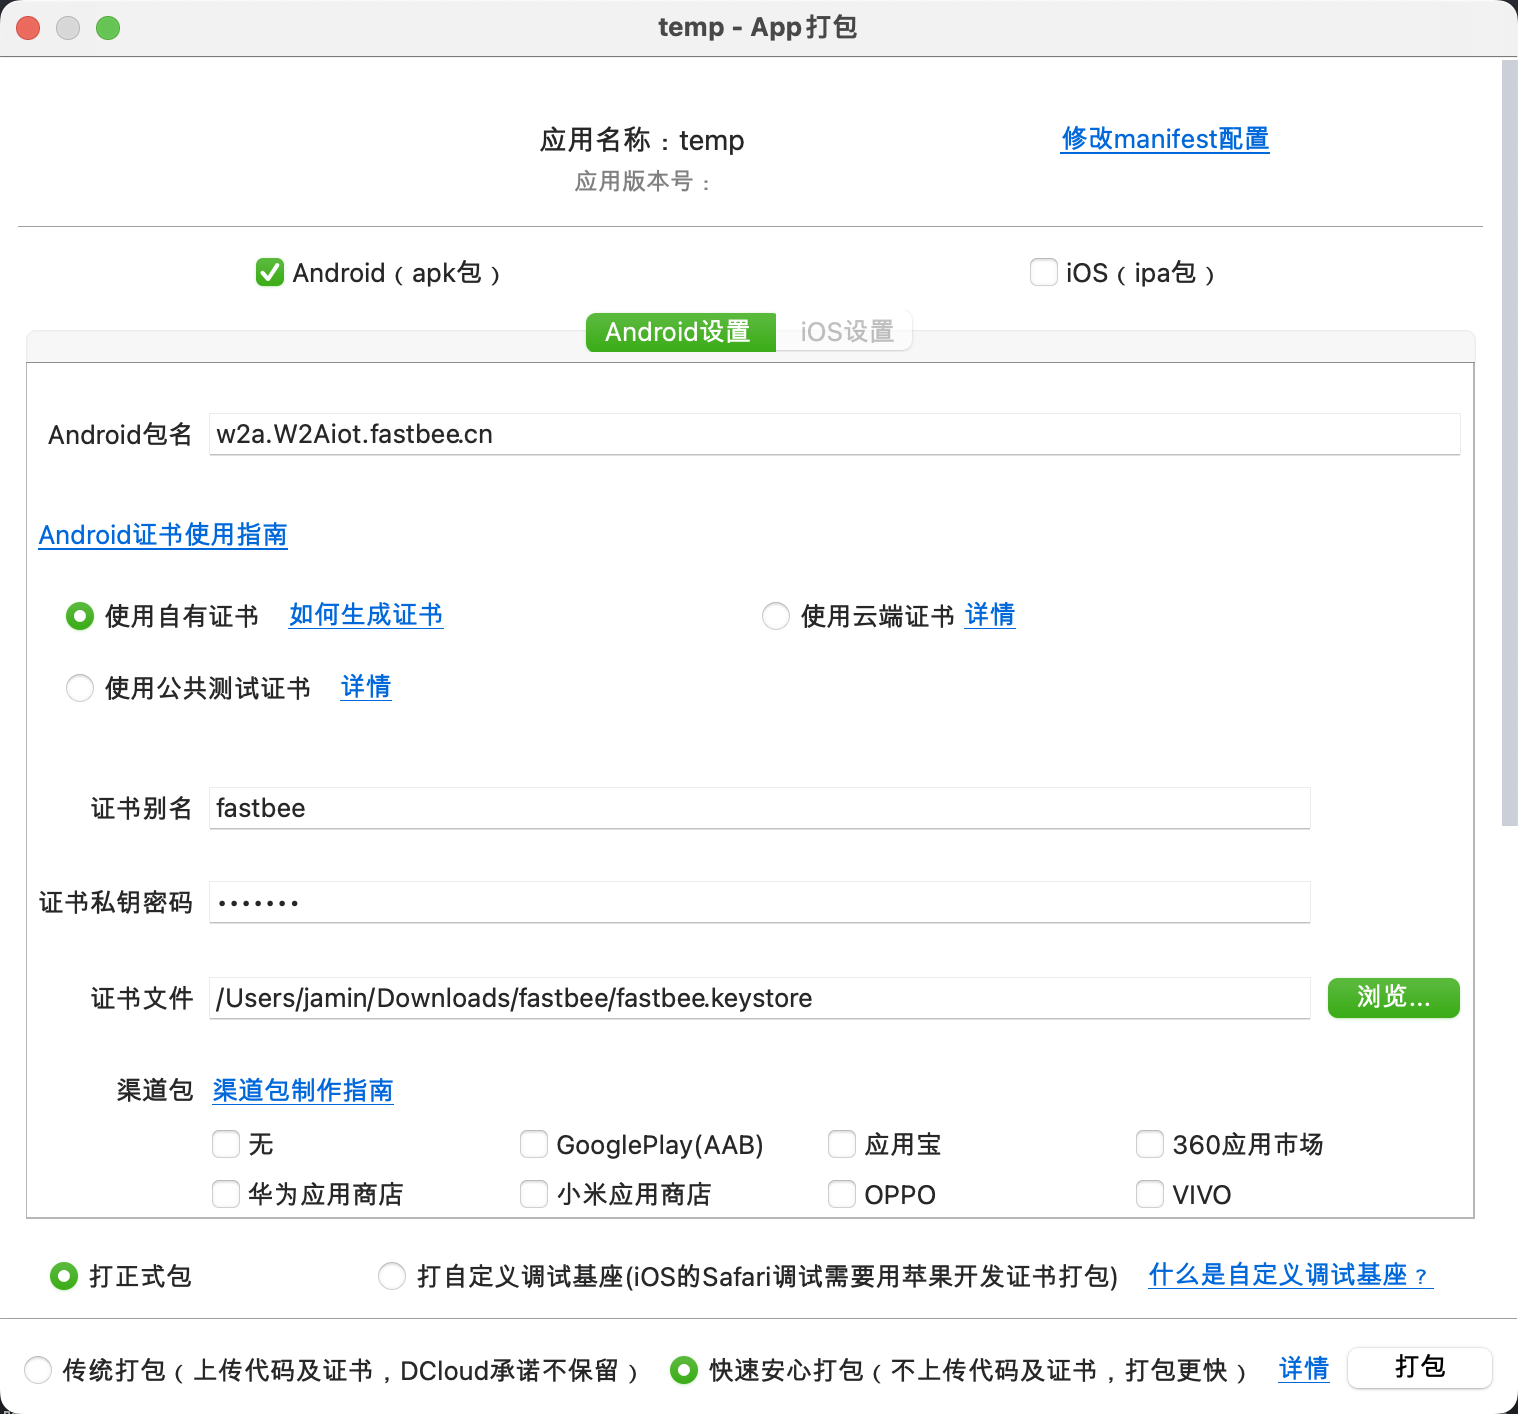 temp - App打包
应用名称：temp
修改manifest配置
应用版本号：
Android（apk包）
iOS（ipa包）
Android设置
iOS设置
Android包名
w2a.W2Aiot.fastbee.cn
Android证书使用指南
使用自有证书
如何生成证书
使用云端证书
详情
使用公共测试证书
详情
证书别名
fastbee
证书私钥密码
•••••••
证书文件
/Users/jamin/Downloads/fastbee/fastbee.keystore
浏览...
渠道包
渠道包制作指南
无
GooglePlay(AAB)
应用宝
360应用市场
华为应用商店
小米应用商店
OPPO
VIVO
打正式包
打自定义调试基座(iOS的Safari调试需要用苹果开发证书打包)
什么是自定义调试基座？
传统打包（上传代码及证书，DCloud承诺不保留）
快速安心打包（不上传代码及证书，打包更快）
详情
打包